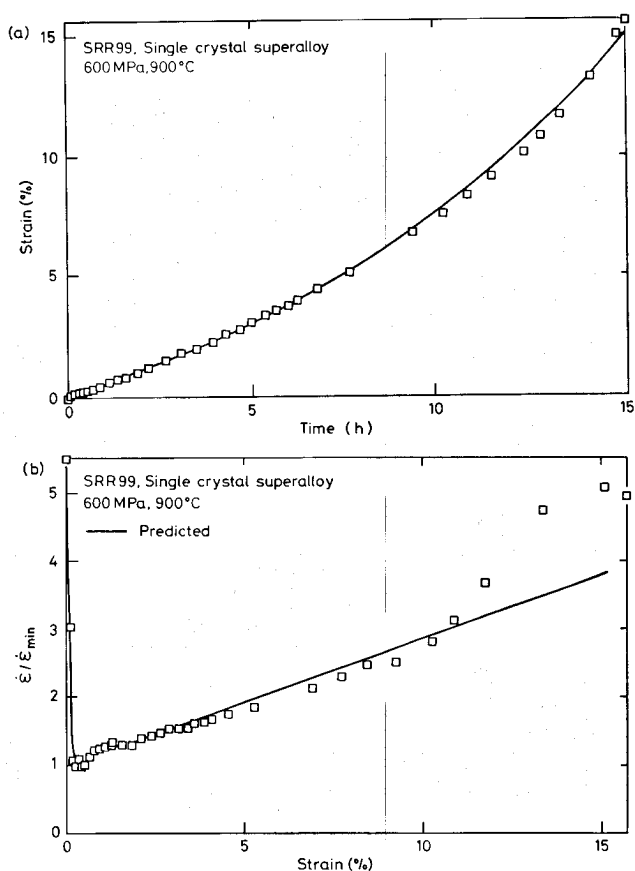 (a)
SRR99, Single crystal superalloy
600 MPa, 900°C
15
10
5
0
Strain (%)
0 5 10 15
Time (h)
(b)
SRR99, Single crystal superalloy
600 MPa, 900°C
Predicted
5
4
3
2
1
0
ε̇ / ε̇min
0 5 10 15
Strain (%)